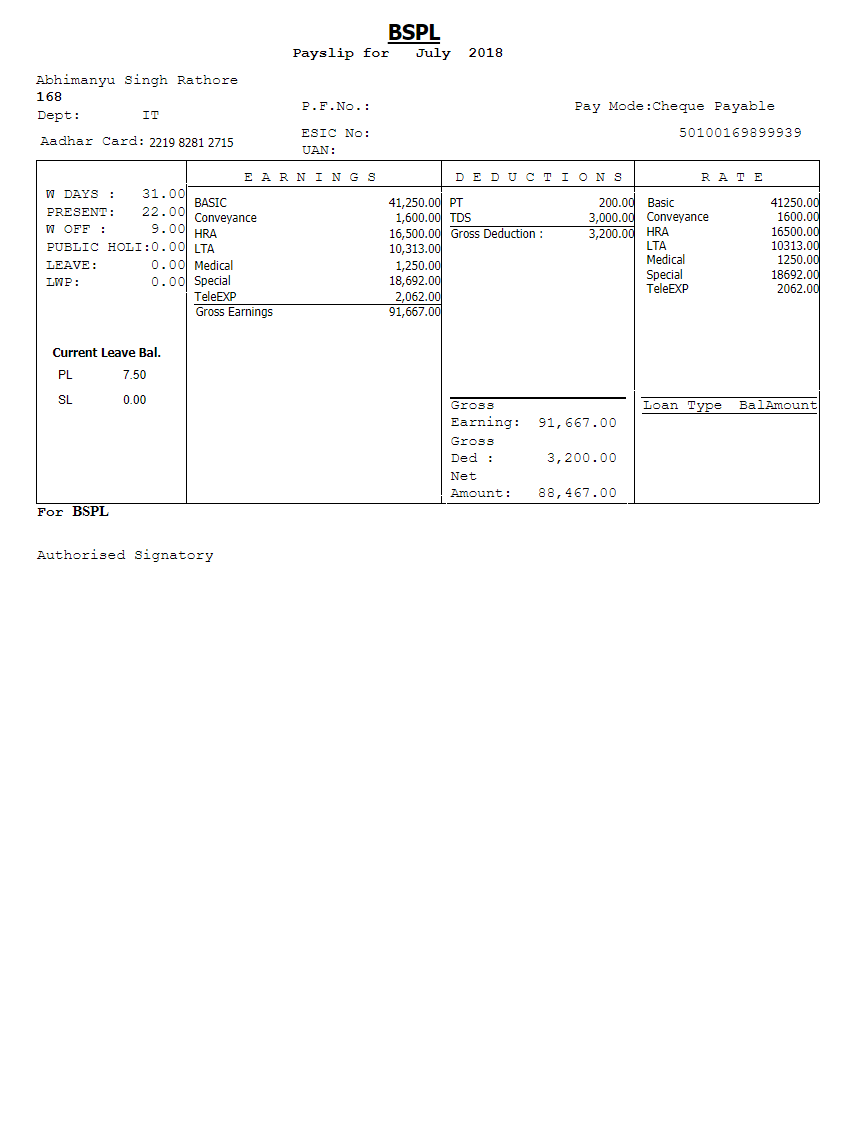 BSPL
Payslip for July 2018
Abhimanyu Singh Rathore
168
Dept: IT
P.F.No.:
Pay Mode:Cheque Payable
Aadhar Card: 2219 8281 2715
ESIC No:
50100169899939
UAN:
E A R N I N G S D E D U C T I O N S R A T E
W DAYS : 31.00
PRESENT: 22.00
W OFF : 9.00
PUBLIC HOLI:0.00
LEAVE: 0.00
LWP: 0.00
Current Leave Bal.
PL 7.50
SL 0.00
BASIC 41,250.00
Conveyance 1,600.00
HRA 16,500.00
LTA 10,313.00
Medical 1,250.00
Special 18,692.00
TeleEXP 2,062.00
Gross Earnings 91,667.00
PT 200.00
TDS 3,000.00
Gross Deduction : 3,200.00
Gross
Earning: 91,667.00
Gross
Ded : 3,200.00
Net
Amount: 88,467.00
Basic 41250.00
Conveyance 1600.00
HRA 16500.00
LTA 10313.00
Medical 1250.00
Special 18692.00
TeleEXP 2062.00
Loan Type BalAmount
For BSPL
Authorised Signatory